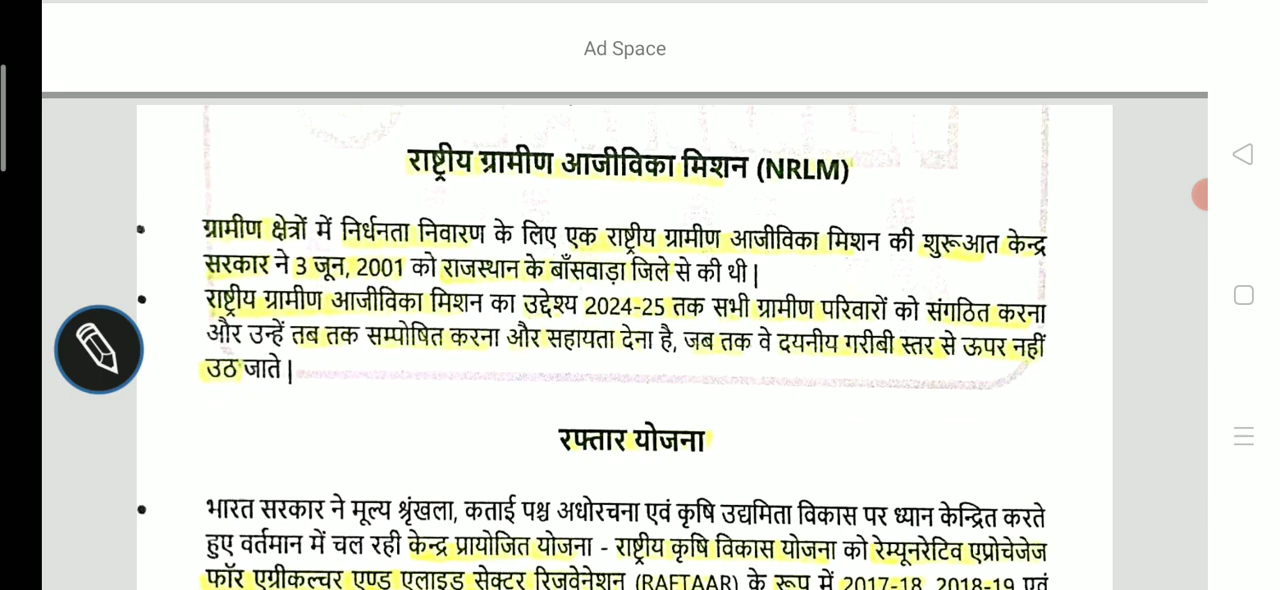 Ad Space
राष्ट्रीय ग्रामीण आजीविका मिशन (NRLM)
• ग्रामीण क्षेत्रों में निर्धनता निवारण के लिए एक राष्ट्रीय ग्रामीण आजीविका मिशन की शुरूआत केन्द्र
सरकार ने 3 जून, 2001 को राजस्थान के बाँसवाड़ा जिले से की थी |
• राष्ट्रीय ग्रामीण आजीविका मिशन का उद्देश्य 2024-25 तक सभी ग्रामीण परिवारों को संगठित करना
और उन्हें तब तक सम्पोषित करना और सहायता देना है, जब तक वे दयनीय गरीबी स्तर से ऊपर नहीं
उठ जाते |
रफ्तार योजना
• भारत सरकार ने मूल्य श्रृंखला, कताई पश्च अधोरचना एवं कृषि उद्यमिता विकास पर ध्यान केन्द्रित करते
हुए वर्तमान में चल रही केन्द्र प्रायोजित योजना - राष्ट्रीय कृषि विकास योजना को रेम्यूनरेटिव एप्रोचेजेज
फॉर एग्रीकल्चर एण्ड एलाइड सेक्टर रिजुवेनेशन (RAFTAAR) के रूप में 2017-18, 2018-19 एवं